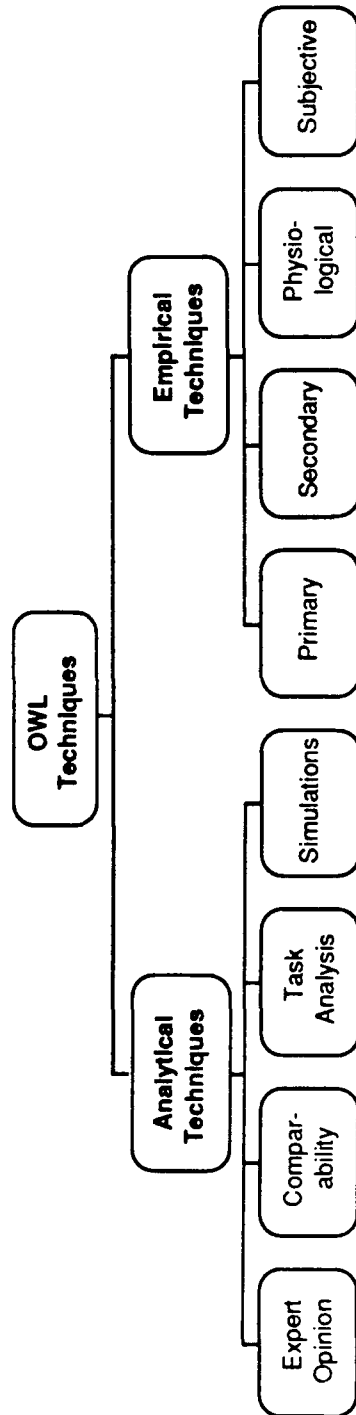 OWL
Techniques
Analytical
Techniques
Empirical
Techniques
Expert
Opinion
Compar-
ability
Task
Analysis
Simulations
Primary
Secondary
Physio-
logical
Subjective